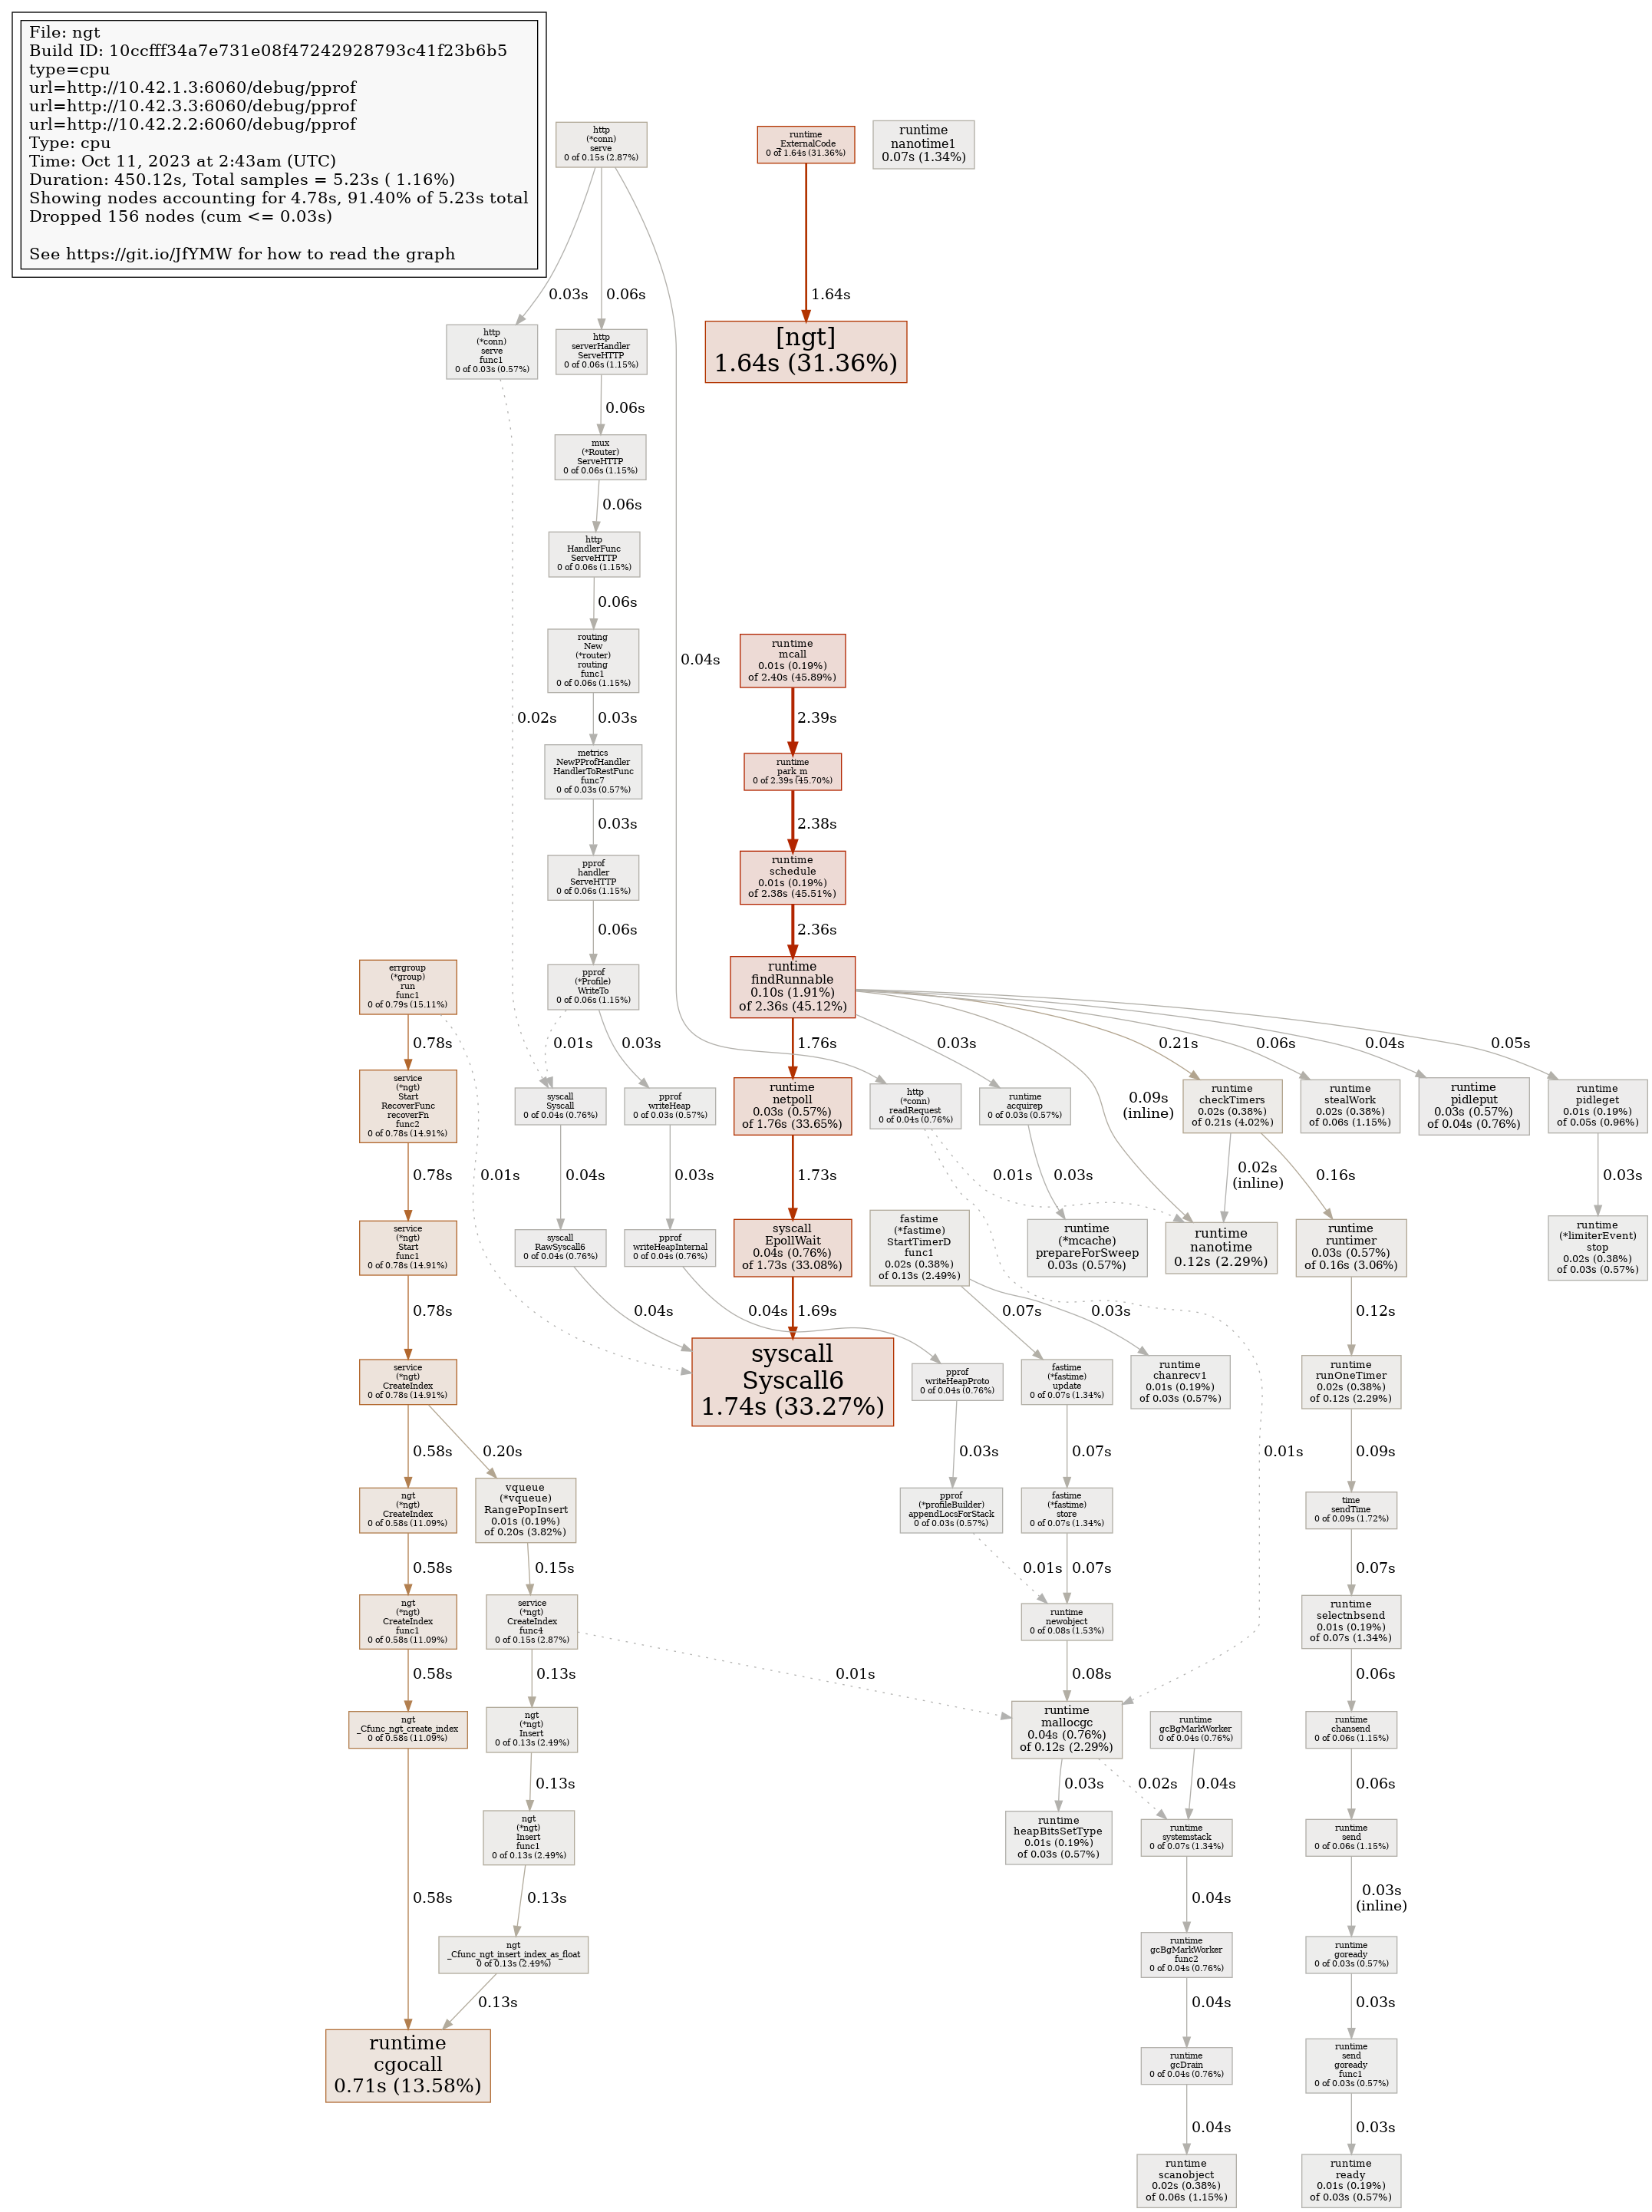 File: ngt
Build ID: 10ccfff34a7e731e08f47242928793c41f23b6b5
type=cpu
url=http://10.42.1.3:6060/debug/pprof
url=http://10.42.3.3:6060/debug/pprof
url=http://10.42.2.2:6060/debug/pprof
Type: cpu
Time: Oct 11, 2023 at 2:43am (UTC)
Duration: 450.12s, Total samples = 5.23s ( 1.16%)
Showing nodes accounting for 4.78s, 91.40% of 5.23s total
Dropped 156 nodes (cum <= 0.03s)
See https://git.io/JfYMW for how to read the graph
http
(*conn)
serve
0 of 0.15s (2.87%)
runtime
_ExternalCode
0 of 1.64s (31.36%)
runtime
nanotime1
0.07s (1.34%)
0.03s
0.06s
1.64s
http
(*conn)
serve
func1
0 of 0.03s (0.57%)
http
serverHandler
ServeHTTP
0 of 0.06s (1.15%)
[ngt]
1.64s (31.36%)
0.06s
mux
(*Router)
ServeHTTP
0 of 0.06s (1.15%)
0.06s
http
HandlerFunc
ServeHTTP
0 of 0.06s (1.15%)
0.06s
routing
New
(*router)
routing
func1
0 of 0.06s (1.15%)
0.04s
runtime
mcall
0.01s (0.19%)
of 2.40s (45.89%)
0.02s
0.03s
2.39s
metrics
NewPProfHandler
HandlerToRestFunc
func7
0 of 0.03s (0.57%)
runtime
park_m
0 of 2.39s (45.70%)
0.03s
2.38s
pprof
handler
ServeHTTP
0 of 0.06s (1.15%)
runtime
schedule
0.01s (0.19%)
of 2.38s (45.51%)
0.06s
2.36s
errgroup
(*group)
run
func1
0 of 0.79s (15.11%)
pprof
(*Profile)
WriteTo
0 of 0.06s (1.15%)
runtime
findRunnable
0.10s (1.91%)
of 2.36s (45.12%)
0.78s
0.01s
0.03s
1.76s
0.03s
0.21s
0.06s
0.04s
0.05s
service
(*ngt)
Start
RecoverFunc
recoverFn
func2
0 of 0.78s (14.91%)
syscall
Syscall
0 of 0.04s (0.76%)
pprof
writeHeap
0 of 0.03s (0.57%)
runtime
netpoll
0.03s (0.57%)
of 1.76s (33.65%)
http
(*conn)
readRequest
0 of 0.04s (0.76%)
runtime
acquirep
0 of 0.03s (0.57%)
0.09s
(inline)
runtime
checkTimers
0.02s (0.38%)
of 0.21s (4.02%)
runtime
stealWork
0.02s (0.38%)
of 0.06s (1.15%)
runtime
pidleput
0.03s (0.57%)
of 0.04s (0.76%)
runtime
pidleget
0.01s (0.19%)
of 0.05s (0.96%)
0.78s
0.01s
0.04s
0.03s
1.73s
0.01s
0.03s
0.02s
(inline)
0.16s
0.03s
service
(*ngt)
Start
func1
0 of 0.78s (14.91%)
syscall
RawSyscall6
0 of 0.04s (0.76%)
pprof
writeHeapInternal
0 of 0.04s (0.76%)
syscall
EpollWait
0.04s (0.76%)
of 1.73s (33.08%)
fastime
(*fastime)
StartTimerD
func1
0.02s (0.38%)
of 0.13s (2.49%)
runtime
(*mcache)
prepareForSweep
0.03s (0.57%)
runtime
nanotime
0.12s (2.29%)
runtime
runtimer
0.03s (0.57%)
of 0.16s (3.06%)
runtime
(*limiterEvent)
stop
0.02s (0.38%)
of 0.03s (0.57%)
0.78s
0.04s
0.04s
1.69s
0.07s
0.03s
0.12s
service
(*ngt)
CreateIndex
0 of 0.78s (14.91%)
syscall
Syscall6
1.74s (33.27%)
pprof
writeHeapProto
0 of 0.04s (0.76%)
fastime
(*fastime)
update
0 of 0.07s (1.34%)
runtime
chanrecv1
0.01s (0.19%)
of 0.03s (0.57%)
runtime
runOneTimer
0.02s (0.38%)
of 0.12s (2.29%)
0.58s
0.20s
0.03s
0.07s
0.01s
0.09s
ngt
(*ngt)
CreateIndex
0 of 0.58s (11.09%)
vqueue
(*vqueue)
RangePopInsert
0.01s (0.19%)
of 0.20s (3.82%)
pprof
(*profileBuilder)
appendLocsForStack
0 of 0.03s (0.57%)
fastime
(*fastime)
store
0 of 0.07s (1.34%)
time
sendTime
0 of 0.09s (1.72%)
0.58s
0.15s
0.01s
0.07s
0.07s
ngt
(*ngt)
CreateIndex
func1
0 of 0.58s (11.09%)
service
(*ngt)
CreateIndex
func4
0 of 0.15s (2.87%)
runtime
newobject
0 of 0.08s (1.53%)
runtime
selectnbsend
0.01s (0.19%)
of 0.07s (1.34%)
0.58s
0.13s
0.01s
0.08s
0.06s
ngt
_Cfunc_ngt_create_index
0 of 0.58s (11.09%)
ngt
(*ngt)
Insert
0 of 0.13s (2.49%)
runtime
mallocgc
0.04s (0.76%)
of 0.12s (2.29%)
runtime
gcBgMarkWorker
0 of 0.04s (0.76%)
runtime
chansend
0 of 0.06s (1.15%)
0.13s
0.03s
0.02s
0.04s
0.06s
ngt
(*ngt)
Insert
func1
0 of 0.13s (2.49%)
runtime
heapBitsSetType
0.01s (0.19%)
of 0.03s (0.57%)
runtime
systemstack
0 of 0.07s (1.34%)
runtime
send
0 of 0.06s (1.15%)
0.58s
0.13s
0.04s
0.03s
(inline)
ngt
_Cfunc_ngt_insert_index_as_float
0 of 0.13s (2.49%)
runtime
gcBgMarkWorker
func2
0 of 0.04s (0.76%)
runtime
goready
0 of 0.03s (0.57%)
0.13s
0.04s
0.03s
runtime
cgocall
0.71s (13.58%)
runtime
gcDrain
0 of 0.04s (0.76%)
runtime
send
goready
func1
0 of 0.03s (0.57%)
0.04s
0.03s
runtime
scanobject
0.02s (0.38%)
of 0.06s (1.15%)
runtime
ready
0.01s (0.19%)
of 0.03s (0.57%)